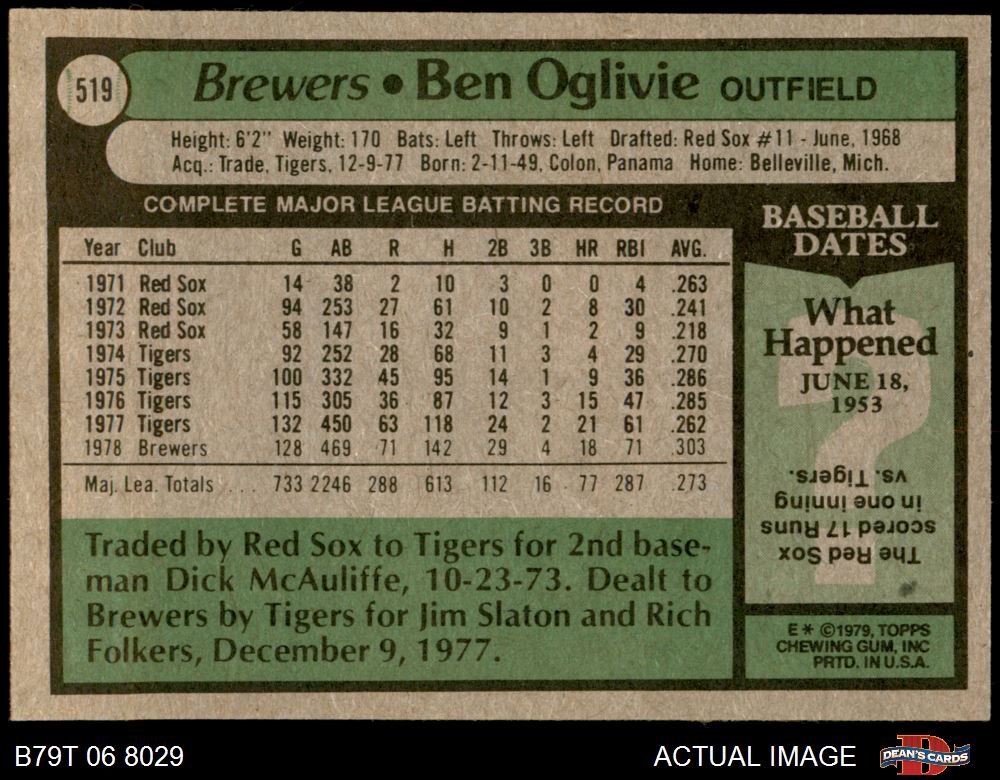 519
Brewers • Ben Oglivie OUTFIELD
Height: 6'2" Weight: 170 Bats: Left Throws: Left Drafted: Red Sox #11 - June, 1968
Acq.: Trade, Tigers, 12-9-77 Born: 2-11-49, Colon, Panama Home: Belleville, Mich.
COMPLETE MAJOR LEAGUE BATTING RECORD
Year Club G AB R H 2B 3B HR RBI AVG.
1971 Red Sox 14 38 2 10 3 0 0 4 .263
1972 Red Sox 94 253 27 61 10 2 8 30 .241
1973 Red Sox 58 147 16 32 9 1 2 9 .218
1974 Tigers 92 252 28 68 11 3 4 29 .270
1975 Tigers 100 332 45 95 14 1 9 36 .286
1976 Tigers 115 305 36 87 12 3 15 47 .285
1977 Tigers 132 450 63 118 24 2 21 61 .262
1978 Brewers 128 469 71 142 29 4 18 71 .303
Maj. Lea. Totals ... 733 2246 288 613 112 16 77 287 .273
Traded by Red Sox to Tigers for 2nd base-
man Dick McAuliffe, 10-23-73. Dealt to
Brewers by Tigers for Jim Slaton and Rich
Folkers, December 9, 1977.
BASEBALL
DATES
What
Happened
JUNE 18,
1953
?
The Red Sox
scored 17 Runs
in one inning
vs. Tigers.
E * ©1979, TOPPS
CHEWING GUM, INC
PRTD. IN U.S.A.
B79T 06 8029
ACTUAL IMAGE
D
DEAN'S CARDS